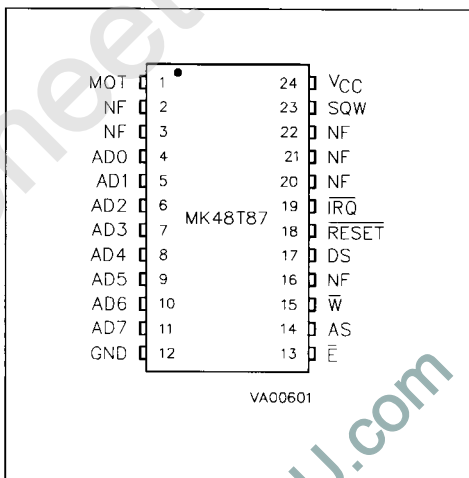 MOT 1 24 VCC
NF 2 23 SQW
NF 3 22 NF
AD0 4 21 NF
AD1 5 20 NF
AD2 6 19 I̅R̅Q̅
MK48T87
AD3 7 18 R̅E̅S̅E̅T̅
AD4 8 17 DS
AD5 9 16 NF
AD6 10 15 W̅
AD7 11 14 AS
GND 12 13 E̅
VA00601
U.com